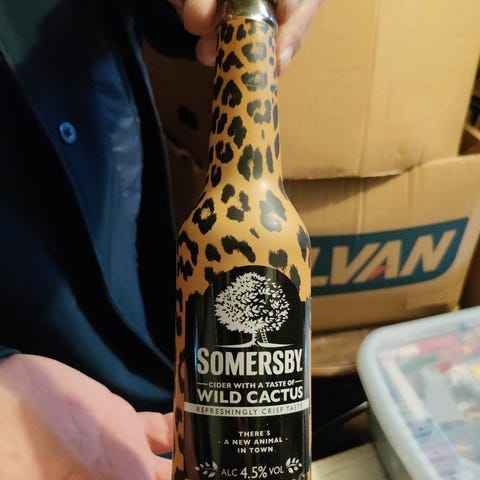 LVAN
SOMERSBY.
CIDER WITH A TASTE OF
WILD CACTUS
REFRESHINGLY CRISP TASTE
THERE'S
· A NEW ANIMAL ·
IN TOWN
ALC 4.5% VOL